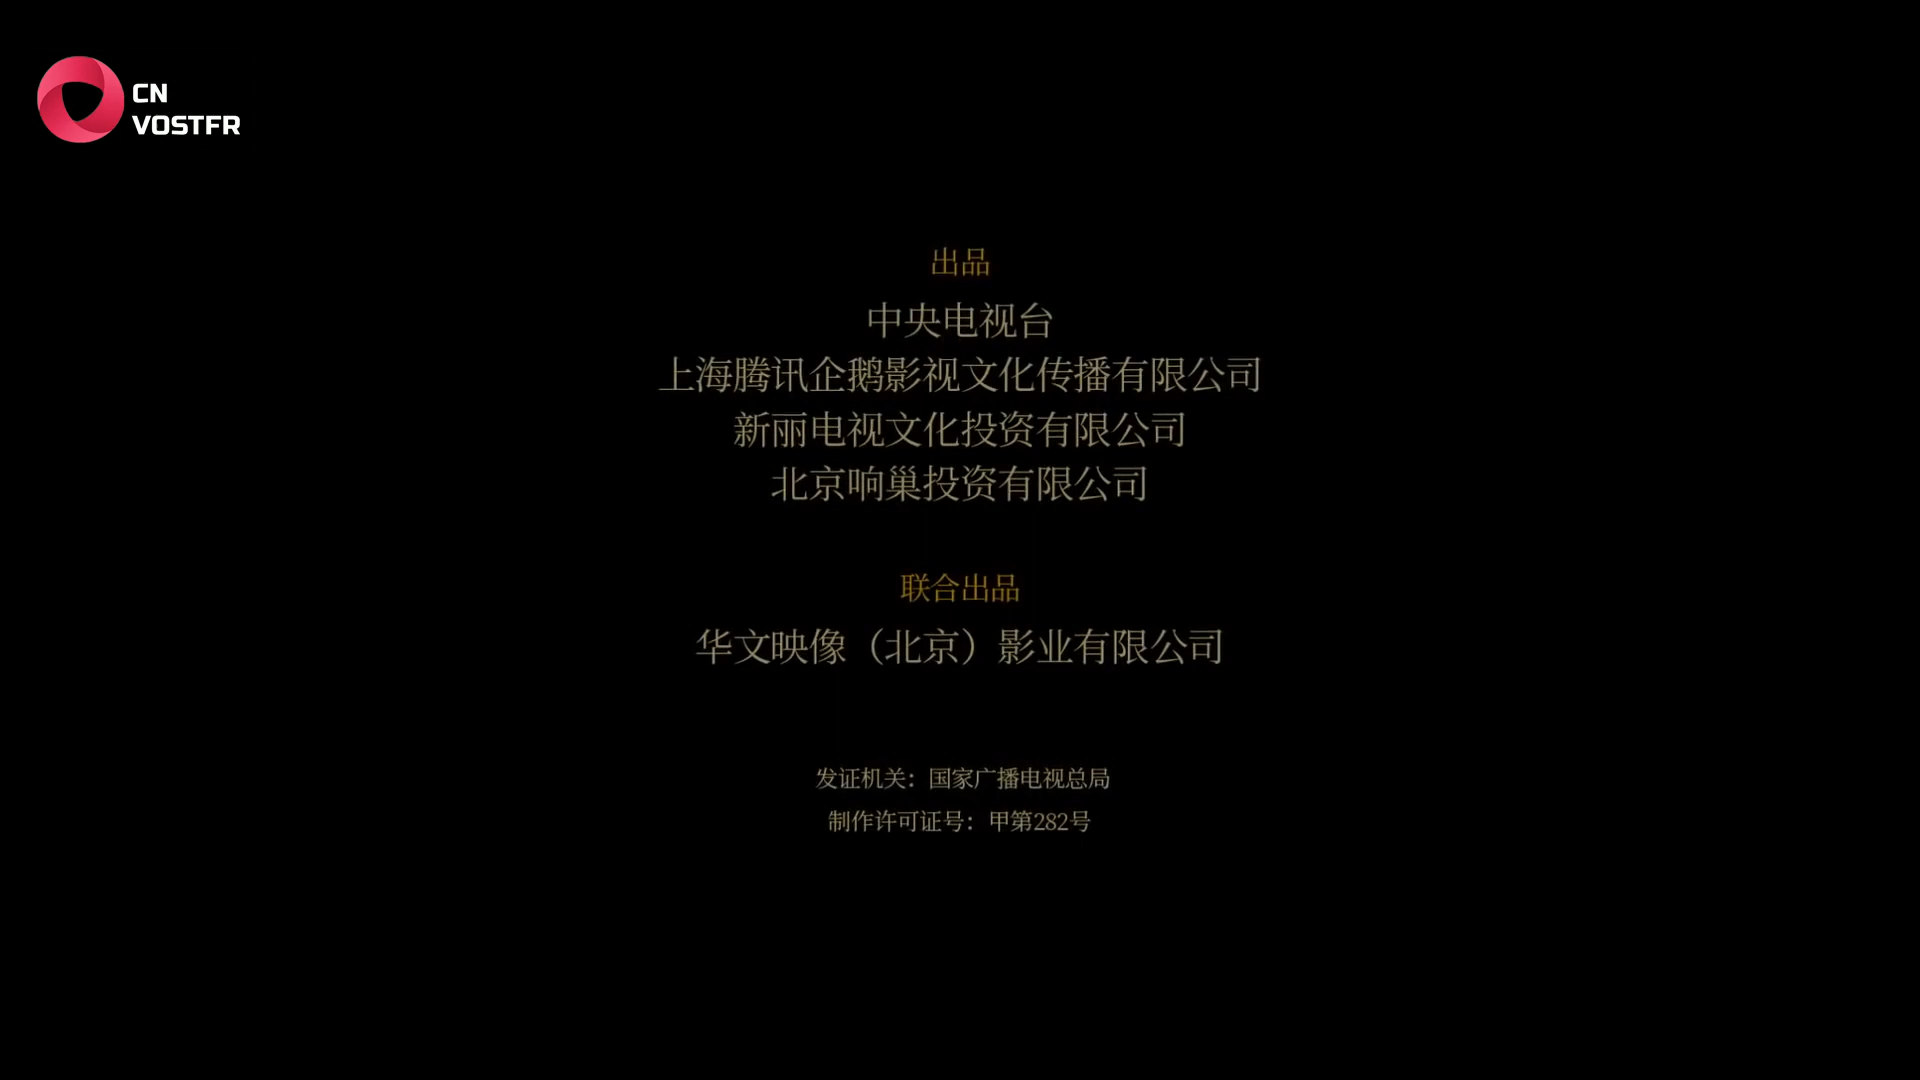 CN
VOSTFR
出品
中央电视台
上海腾讯企鹅影视文化传播有限公司
新丽电视文化投资有限公司
北京响巢投资有限公司
联合出品
华文映像（北京）影业有限公司
发证机关：国家广播电视总局
制作许可证号：甲第282号